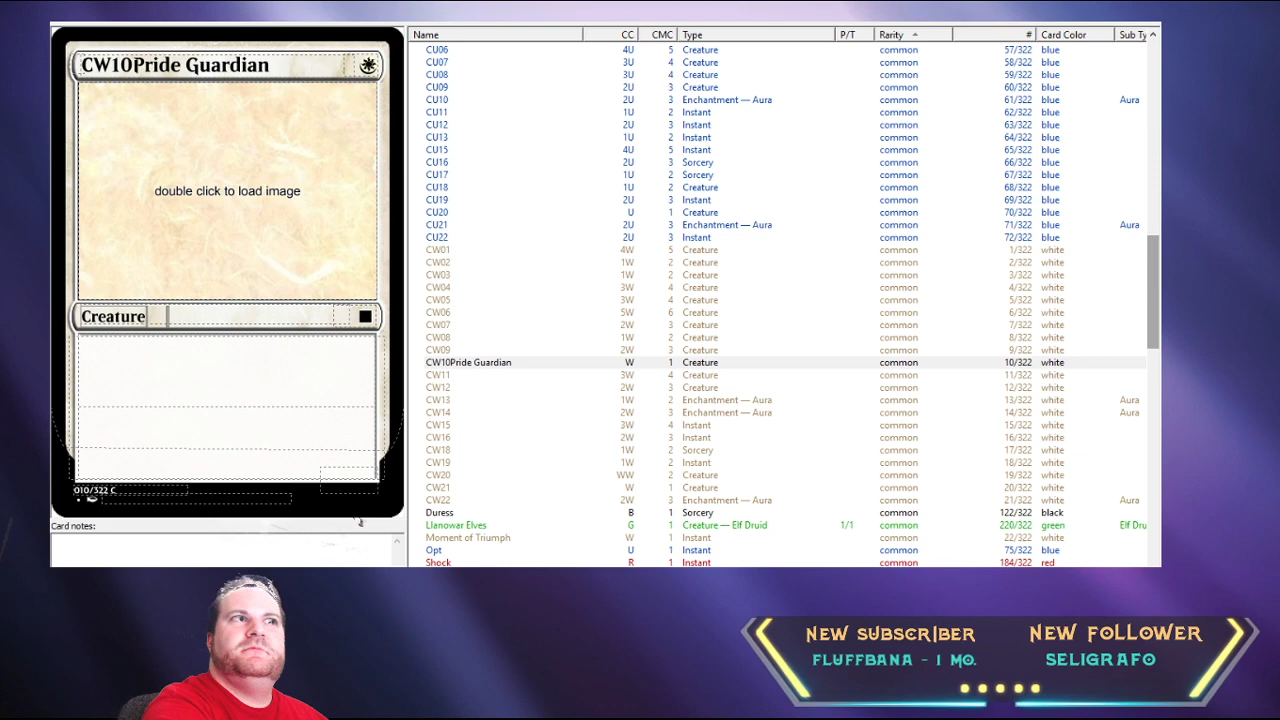 CW10Pride Guardian
double click to load image
Creature
010/322 C
Card notes:
Name CC CMC Type P/T Rarity # Card Color Sub Ty
CU06 4U 5 Creature common 57/322 blue
CU07 3U 4 Creature common 58/322 blue
CU08 3U 4 Creature common 59/322 blue
CU09 2U 3 Creature common 60/322 blue
CU10 2U 3 Enchantment — Aura common 61/322 blue Aura
CU11 1U 2 Instant common 62/322 blue
CU12 2U 3 Instant common 63/322 blue
CU13 1U 2 Instant common 64/322 blue
CU15 4U 5 Instant common 65/322 blue
CU16 2U 3 Sorcery common 66/322 blue
CU17 1U 2 Sorcery common 67/322 blue
CU18 1U 2 Creature common 68/322 blue
CU19 2U 3 Instant common 69/322 blue
CU20 U 1 Creature common 70/322 blue
CU21 2U 3 Enchantment — Aura common 71/322 blue Aura
CU22 2U 3 Instant common 72/322 blue
CW01 4W 5 Creature common 1/322 white
CW02 1W 2 Creature common 2/322 white
CW03 1W 2 Creature common 3/322 white
CW04 3W 4 Creature common 4/322 white
CW05 3W 4 Creature common 5/322 white
CW06 5W 6 Creature common 6/322 white
CW07 2W 3 Creature common 7/322 white
CW08 1W 2 Creature common 8/322 white
CW09 2W 3 Creature common 9/322 white
CW10Pride Guardian W 1 Creature common 10/322 white
CW11 3W 4 Creature common 11/322 white
CW12 2W 3 Creature common 12/322 white
CW13 1W 2 Enchantment — Aura common 13/322 white Aura
CW14 2W 3 Enchantment — Aura common 14/322 white Aura
CW15 3W 4 Instant common 15/322 white
CW16 2W 3 Instant common 16/322 white
CW18 1W 2 Sorcery common 17/322 white
CW19 1W 2 Instant common 18/322 white
CW20 WW 2 Creature common 19/322 white
CW21 W 1 Creature common 20/322 white
CW22 2W 3 Enchantment — Aura common 21/322 white Aura
Duress B 1 Sorcery common 122/322 black
Llanowar Elves G 1 Creature — Elf Druid 1/1 common 220/322 green Elf Dru
Moment of Triumph W 1 Instant common 22/322 white
Opt U 1 Instant common 75/322 blue
Shock R 1 Instant common 184/322 red
NEW SUBSCRIBER
FLUFFBANA - 1 MO.
NEW FOLLOWER
SELIGRAFO